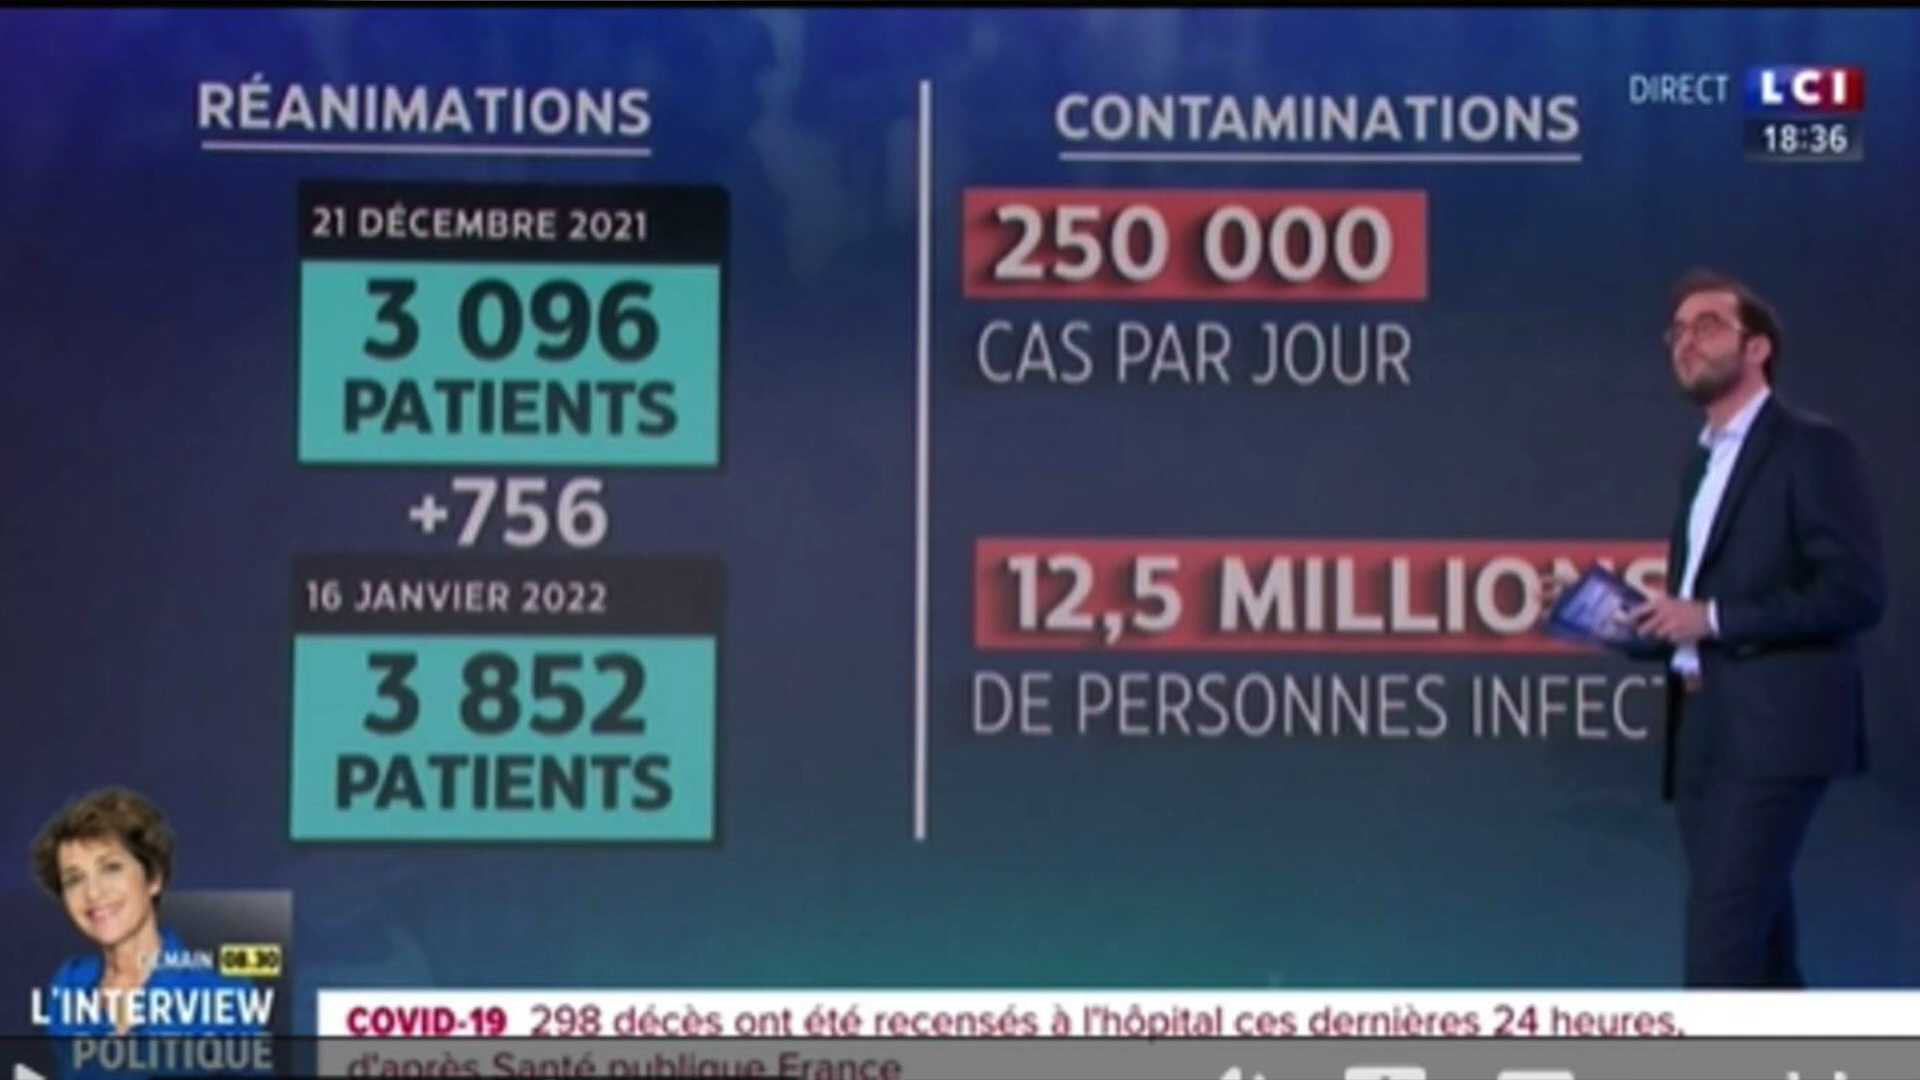 RÉANIMATIONS
21 DÉCEMBRE 2021
3 096
PATIENTS
+756
16 JANVIER 2022
3 852
PATIENTS
CONTAMINATIONS
250 000
CAS PAR JOUR
12,5 MILLIONS
DE PERSONNES INFECT
DIRECT LCI
18:36
DEMAIN 08.30
L'INTERVIEW
POLITIQUE
COVID-19 298 décès ont été recensés à l'hôpital ces dernières 24 heures,
d'après Santé publique France